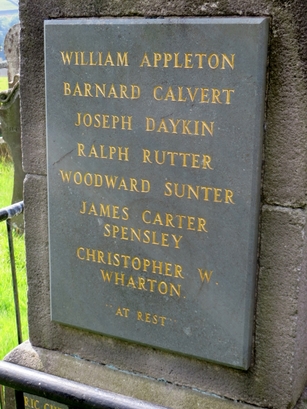 WILLIAM APPLETON
BARNARD CALVERT
JOSEPH DAYKIN
RALPH RUTTER
WOODWARD SUNTER
JAMES CARTER
SPENSLEY
CHRISTOPHER W.
WHARTON
"AT REST"